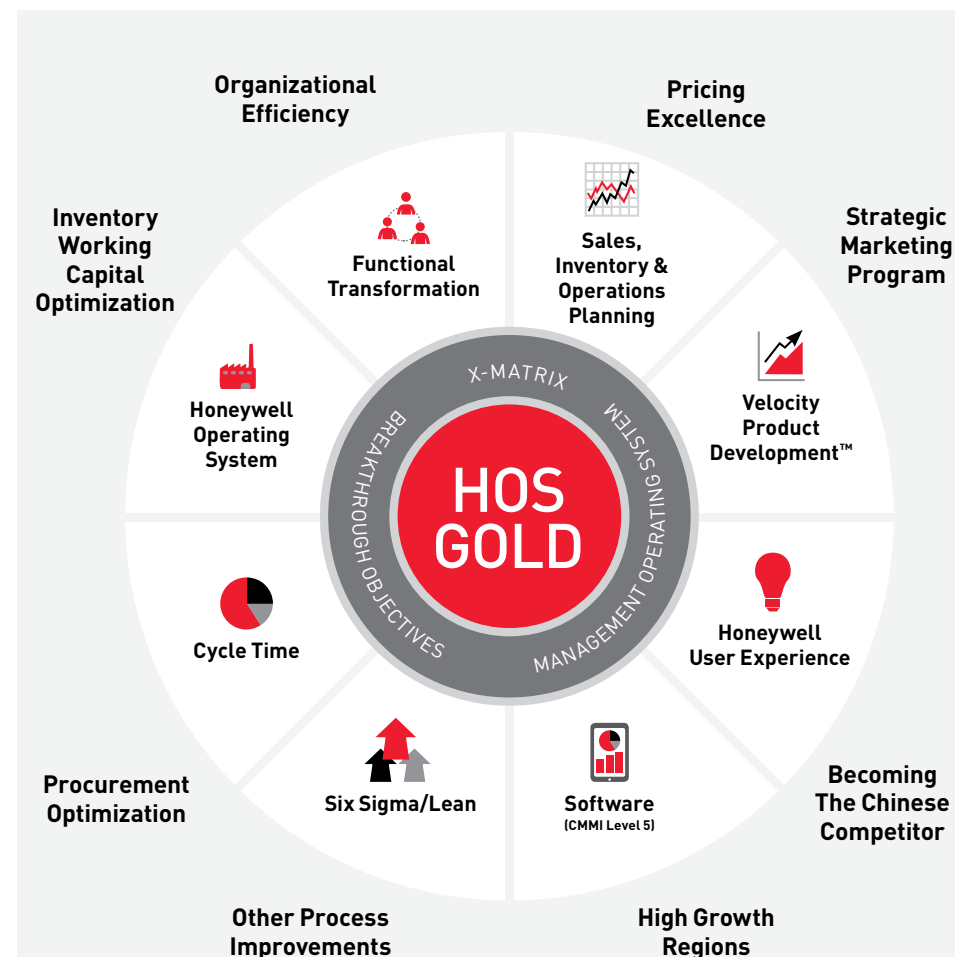 Organizational
Efficiency
Pricing
Excellence
Inventory
Working
Capital
Optimization
Strategic
Marketing
Program
Functional
Transformation
Sales,
Inventory &
Operations
Planning
Honeywell
Operating
System
Velocity
Product
Development™
X-MATRIX
BREAKTHROUGH OBJECTIVES
MANAGEMENT OPERATING SYSTEM
HOS
GOLD
Cycle Time
Honeywell
User Experience
Six Sigma/Lean
Software
(CMMI Level 5)
Procurement
Optimization
Becoming
The Chinese
Competitor
Other Process
Improvements
High Growth
Regions